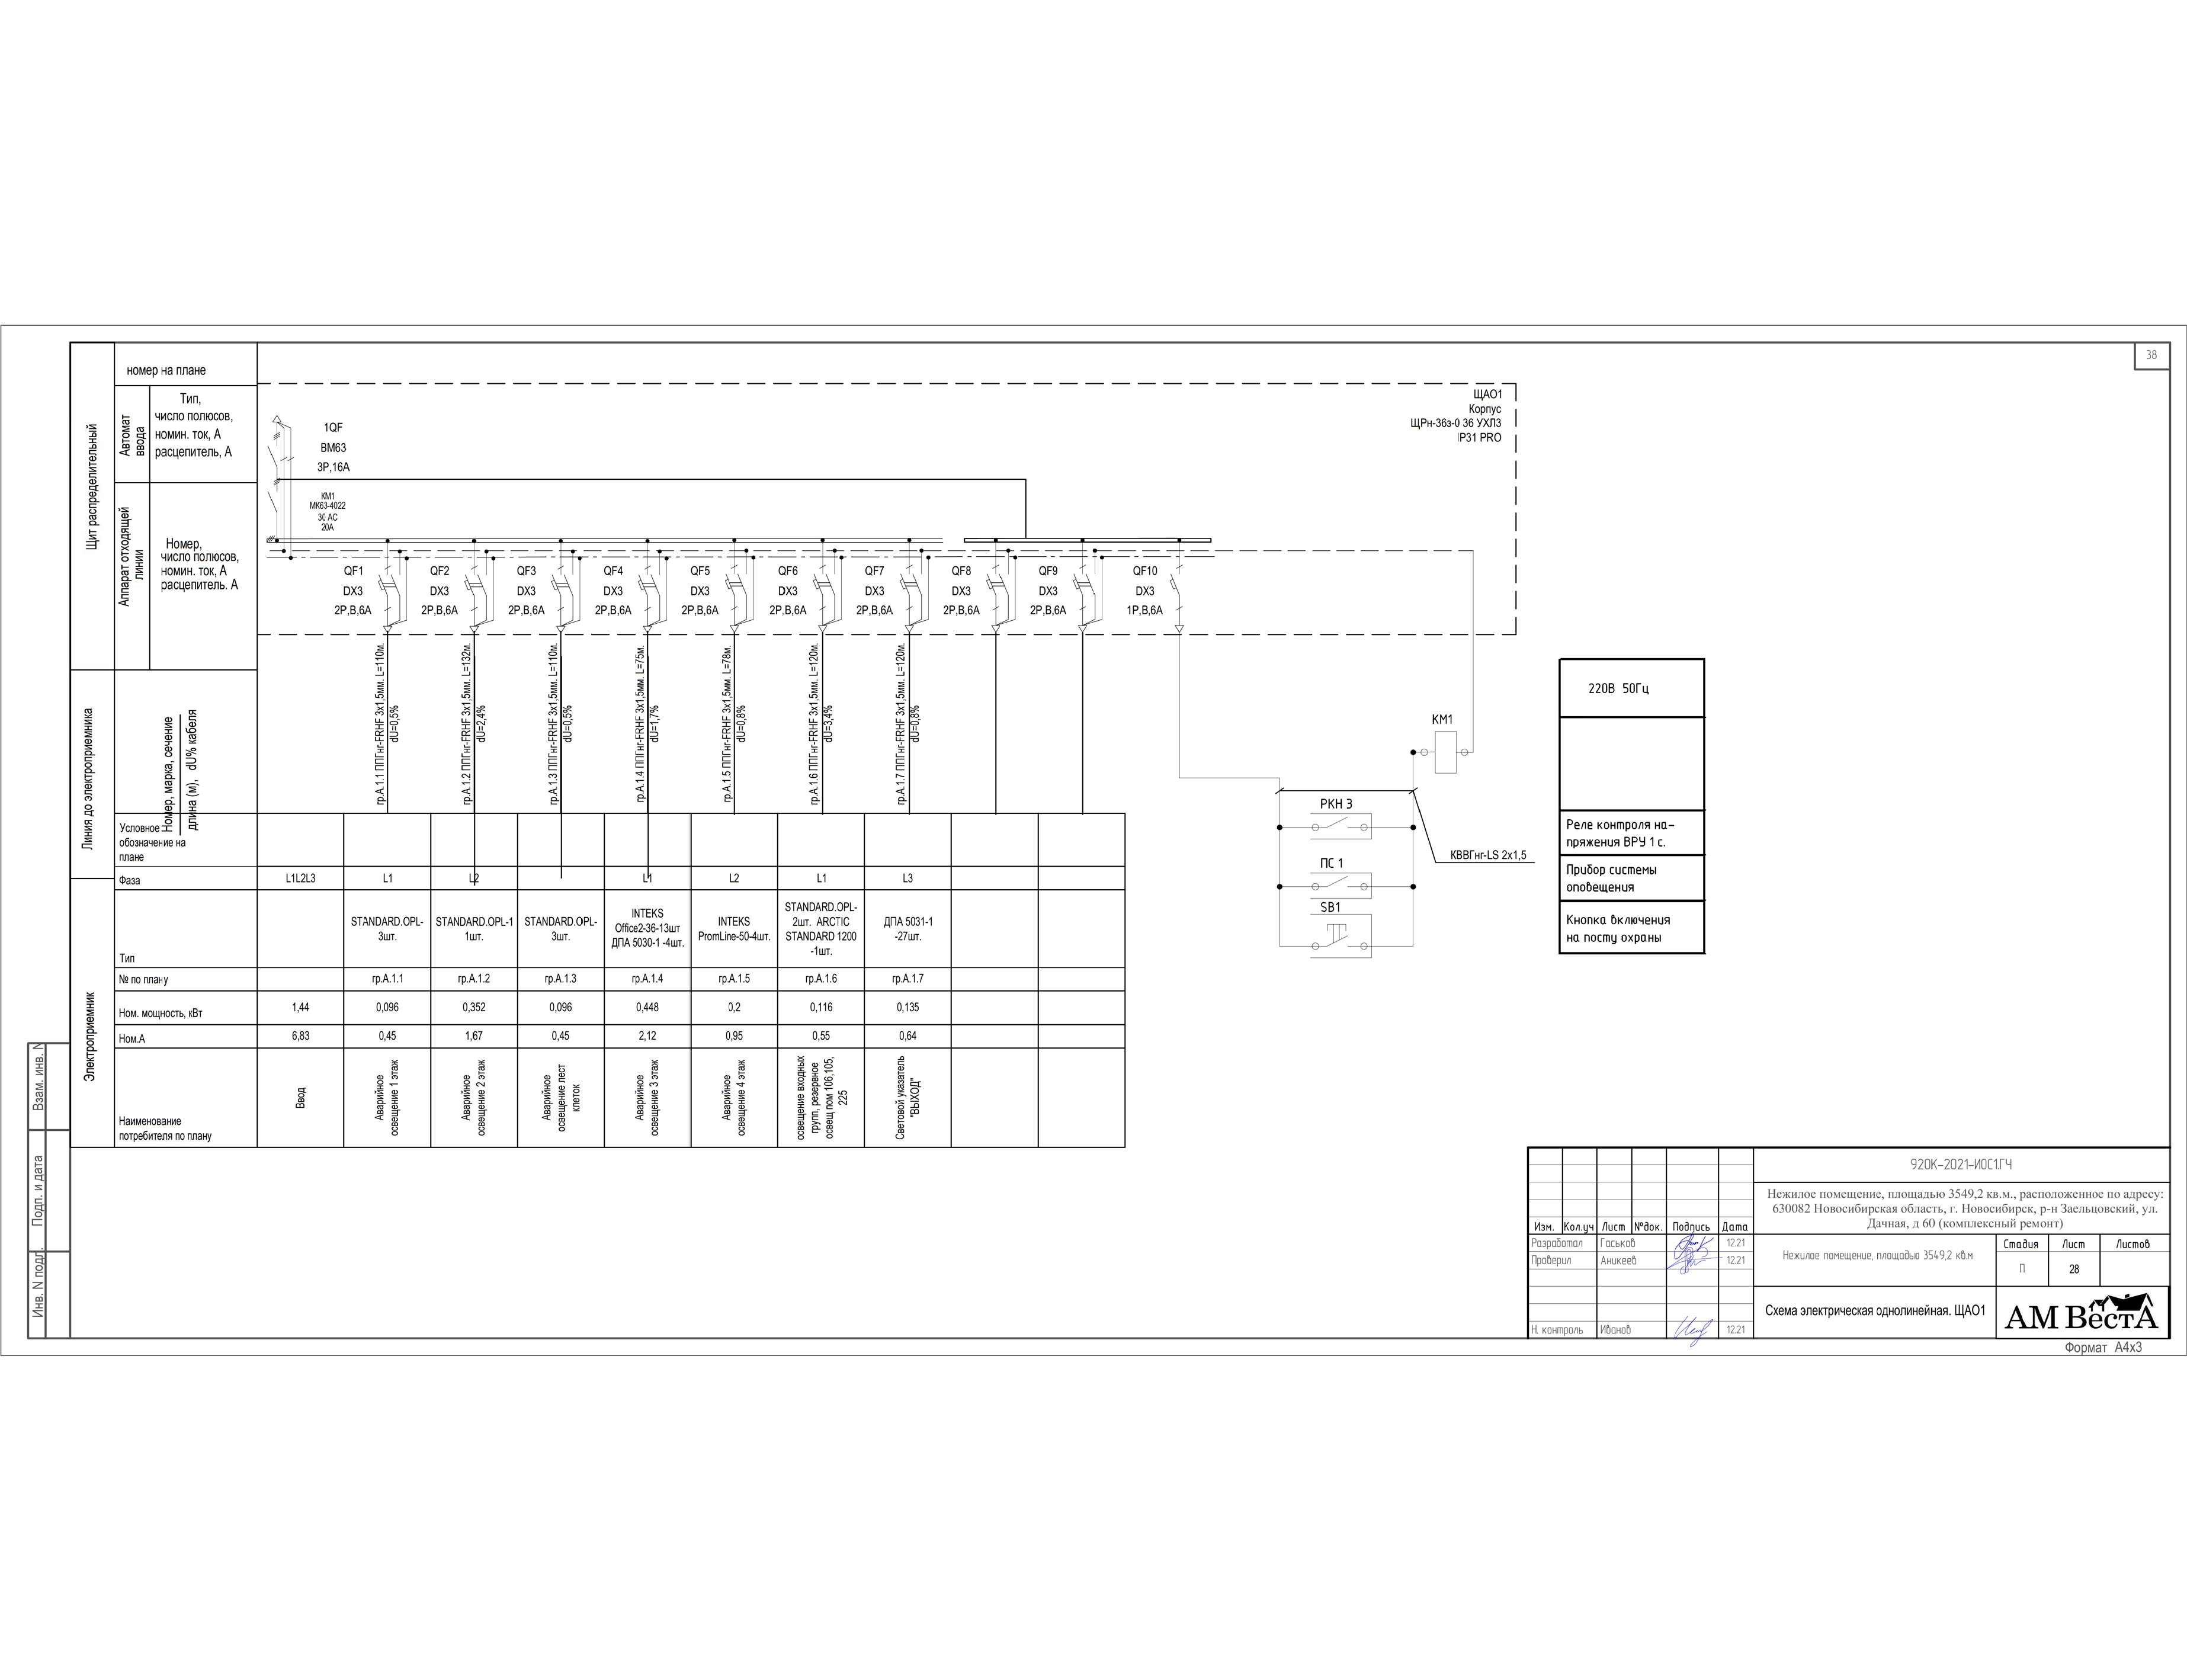 38
Щит распределительный
номер на плане
Автомат
ввода
Тип,
число полюсов,
номин. ток, А
расцепитель, А
Аппарат отходящей
линии
Номер,
число полюсов,
номин. ток, А
расцепитель. А
Линия до электроприемника
Номер, марка, сечение
длина (м), dU% кабеля
1QF
ВМ63
3Р,16А
КМ1
МК63-4022
30 АС
20А
ЩАО1
Корпус
ЩРн-36з-0 36 УХЛ3
IP31 PRO
QF1
DX3
2P,B,6A
QF2
DX3
2P,B,6A
QF3
DX3
2P,B,6A
QF4
DX3
2P,B,6A
QF5
DX3
2P,B,6A
QF6
DX3
2P,B,6A
QF7
DX3
2P,B,6A
QF8
DX3
2P,B,6A
QF9
DX3
2P,B,6A
QF10
DX3
1P,B,6A
гр.А.1.1 ППГнг-FRHF 3х1,5мм. L=110м.
dU=0,5%
гр.А.1.2 ППГнг-FRHF 3х1,5мм. L=132м.
dU=2,4%
гр.А.1.3 ППГнг-FRHF 3х1,5мм. L=110м.
dU=0,5%
гр.А.1.4 ППГнг-FRHF 3х1,5мм. L=75м.
dU=1,7%
гр.А.1.5 ППГнг-FRHF 3х1,5мм. L=78м.
dU=0,8%
гр.А.1.6 ППГнг-FRHF 3х1,5мм. L=120м.
dU=3,4%
гр.А.1.7 ППГнг-FRHF 3х1,5мм. L=120м.
dU=0,8%
КМ1
РКН 3
ПС 1
SB1
КВВГнг-LS 2х1,5
220В 50Гц
Реле контроля на-
пряжения ВРУ 1 с.
Прибор системы
оповещения
Кнопка включения
на посту охраны
Электроприемник
Условное
обозначение на
плане
Фаза
L1L2L3
L1
L2
L1
L2
L1
L3
Тип
STANDARD.OPL-
3шт.
STANDARD.OPL-1
1шт.
STANDARD.OPL-
3шт.
INTEKS
Office2-36-13шт
ДПА 5030-1 -4шт.
INTEKS
PromLine-50-4шт.
STANDARD.OPL-
2шт. ARCTIC
STANDARD 1200
-1шт.
ДПА 5031-1
-27шт.
№ по плану
гр.А.1.1
гр.А.1.2
гр.А.1.3
гр.А.1.4
гр.А.1.5
гр.А.1.6
гр.А.1.7
Ном. мощность, кВт
1,44
0,096
0,352
0,096
0,448
0,2
0,116
0,135
Ном.А
6,83
0,45
1,67
0,45
2,12
0,95
0,55
0,64
Наименование
потребителя по плану
Ввод
Аварийное
освещение 1 этаж
Аварийное
освещение 2 этаж
Аварийное
освещение лест
клеток
Аварийное
освещение 3 этаж
Аварийное
освещение 4 этаж
освещение входных
групп, резервное
освещ пом 106,105,
225
Световой указатель
"ВЫХОД"
Взам. инв. N
Подп. и дата
Инв. N подл.
920К-2021-ИОС1.ГЧ
Нежилое помещение, площадью 3549,2 кв.м., расположенное по адресу:
630082 Новосибирская область, г. Новосибирск, р-н Заельцовский, ул.
Дачная, д 60 (комплексный ремонт)
Изм. Кол.уч Лист №док. Подпись Дата
Разработал Гаськов 12.21
Проверил Аникеев 12.21
Н. контроль Иванов 12.21
Нежилое помещение, площадью 3549,2 кв.м
Стадия Лист Листов
П 28
Схема электрическая однолинейная. ЩАО1
АМ ВестА
Формат А4х3